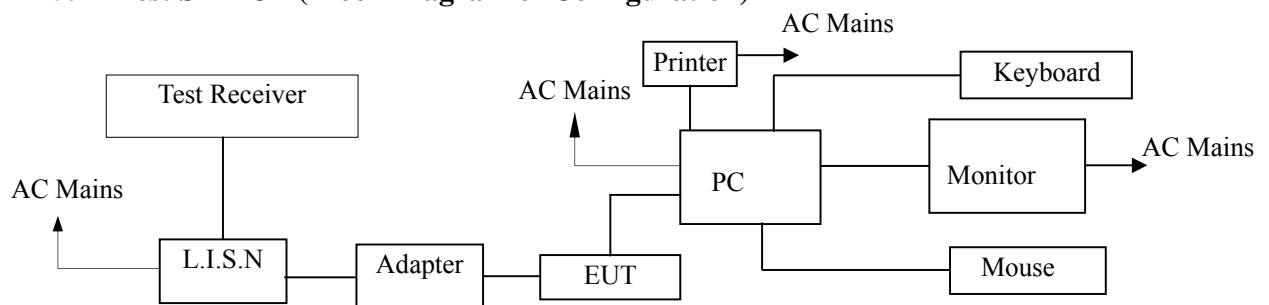 AC Mains
Printer
Keyboard
Test Receiver
AC Mains
AC Mains
Monitor
PC
AC Mains
L.I.S.N
Adapter
EUT
Mouse